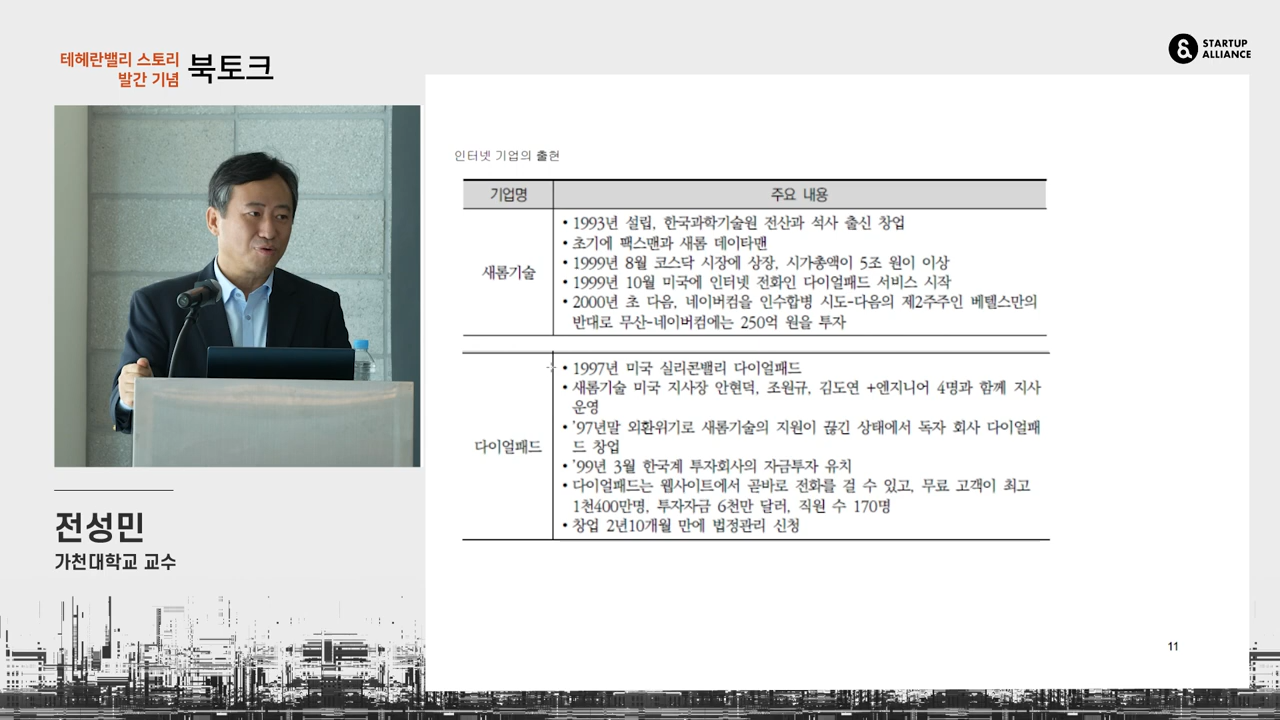 테헤란밸리 스토리
발간 기념
북토크
STARTUP
ALLIANCE
인터넷 기업의 출현
기업명
주요 내용
새롬기술
• 1993년 설립, 한국과학기술원 전산과 석사 출신 창업
• 초기에 팩스맨과 새롬 데이타맨
• 1999년 8월 코스닥 시장에 상장, 시가총액이 5조 원이 이상
• 1999년 10월 미국에 인터넷 전화인 다이얼패드 서비스 시작
• 2000년 초 다음, 네이버컴을 인수합병 시도-다음의 제2주주인 베텔스만의
반대로 무산-네이버컴에는 250억 원을 투자
다이얼패드
• 1997년 미국 실리콘밸리 다이얼패드
• 새롬기술 미국 지사장 안현덕, 조원규, 김도연 +엔지니어 4명과 함께 지사
운영
• '97년말 외환위기로 새롬기술의 지원이 끊긴 상태에서 독자 회사 다이얼패
드 창업
• '99년 3월 한국계 투자회사의 자금투자 유치
• 다이얼패드는 웹사이트에서 곧바로 전화를 걸 수 있고, 무료 고객이 최고
1천400만명, 투자자금 6천만 달러, 직원 수 170명
• 창업 2년10개월 만에 법정관리 신청
11
전성민
가천대학교 교수